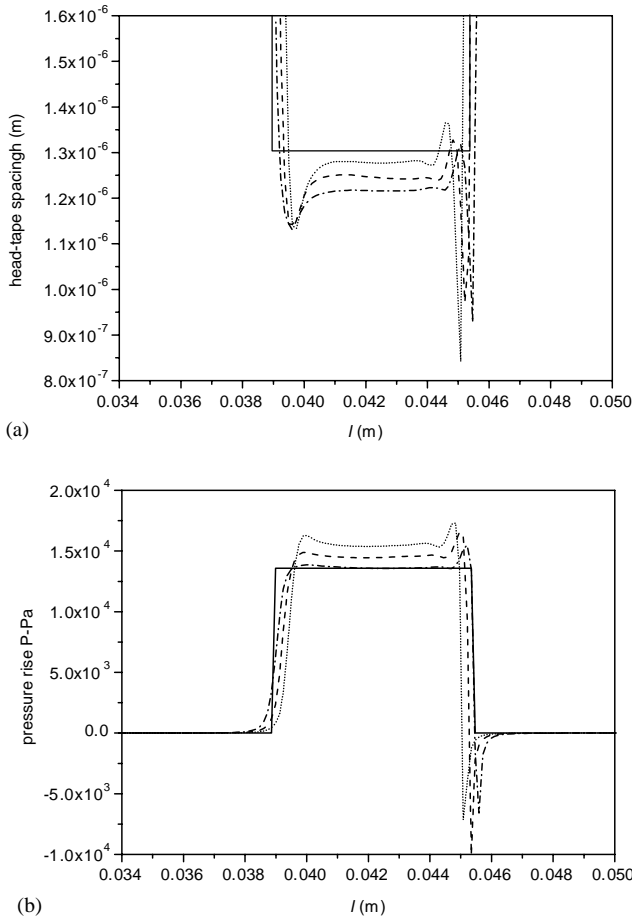 1.6x10⁻⁶
1.5x10⁻⁶
1.4x10⁻⁶
1.3x10⁻⁶
1.2x10⁻⁶
1.1x10⁻⁶
1.0x10⁻⁶
9.0x10⁻⁷
8.0x10⁻⁷
head-tape spacingh (m)
0.034 0.036 0.038 0.040 0.042 0.044 0.046 0.048 0.050
(a)
l (m)
2.0x10⁴
1.5x10⁴
1.0x10⁴
5.0x10³
0.0
-5.0x10³
-1.0x10⁴
pressure rise P-Pa
0.034 0.036 0.038 0.040 0.042 0.044 0.046 0.048 0.050
(b)
l (m)